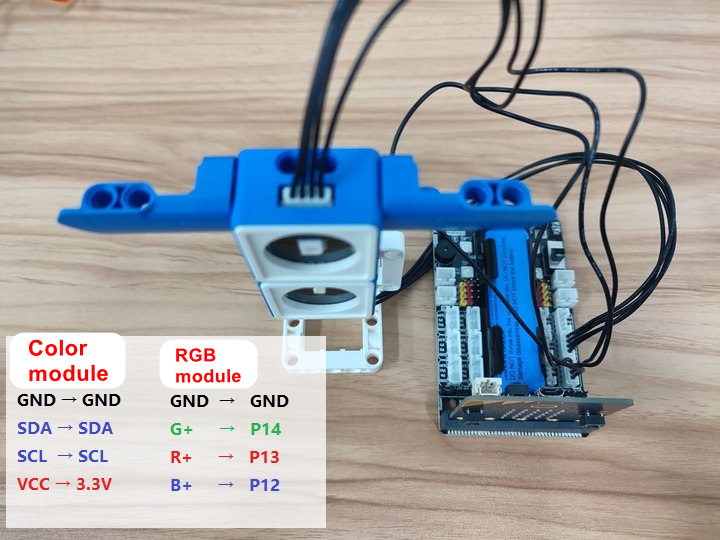 Color
module
GND → GND
SDA → SDA
SCL → SCL
VCC → 3.3V
RGB
module
GND → GND
G+ → P14
R+ → P13
B+ → P12